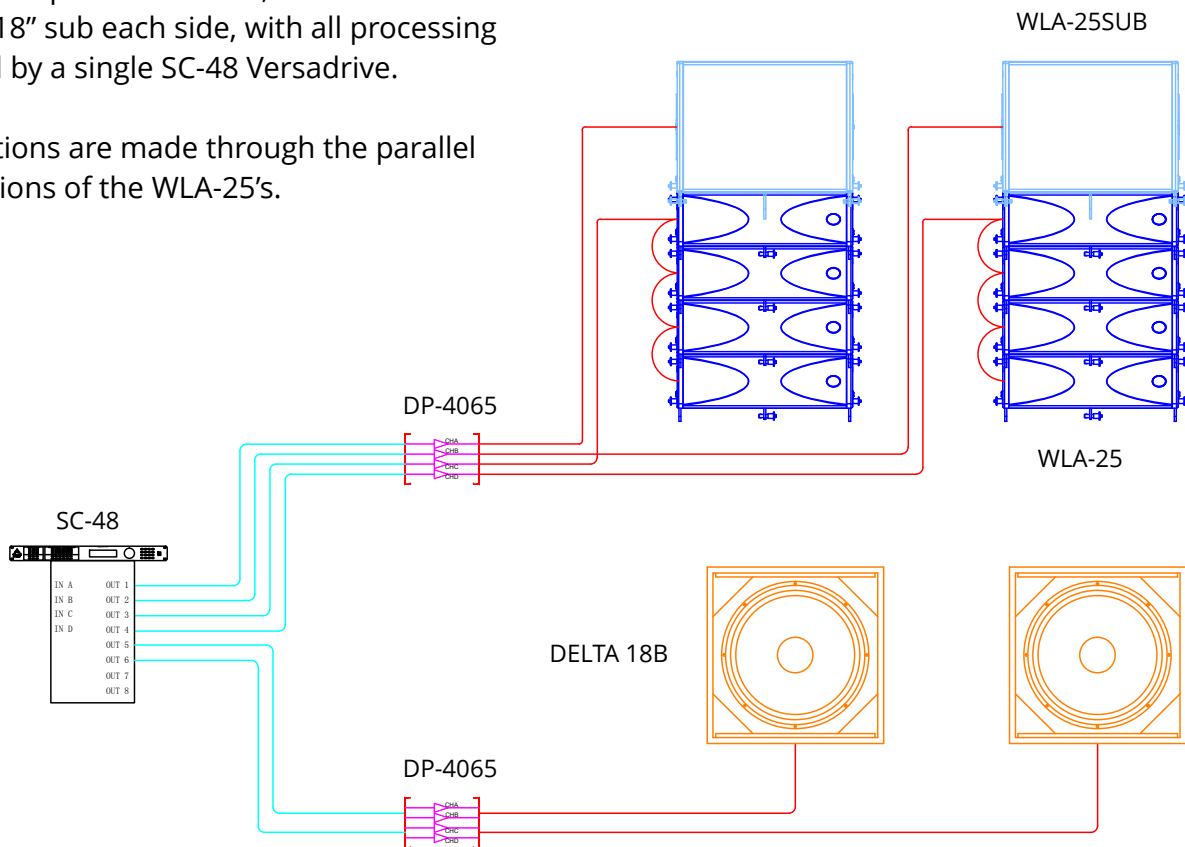 18” sub each side, with all processing
by a single SC-48 Versadrive.
are made through the parallel
of the WLA-25’s.
WLA-25SUB
WLA-25
DP-4065
CHA
CHB
CHC
CHD
SC-48
IN A OUT 1
IN B OUT 2
IN C OUT 3
IN D OUT 4
OUT 5
OUT 6
OUT 7
OUT 8
DELTA 18B
DP-4065
CHA
CHB
CHC
CHD